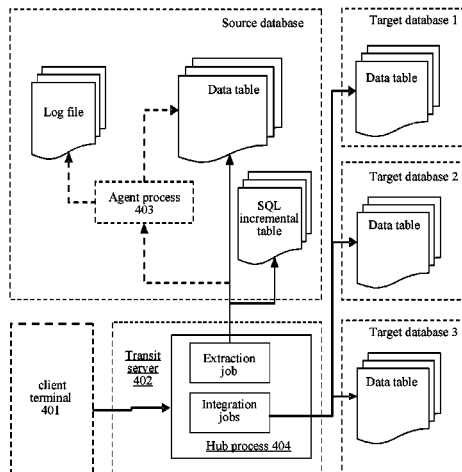 Source database
Log file
Data table
Agent process
403
SQL
incremental
table
Target database 1
Data table
Target database 2
Data table
Target database 3
Data table
client
terminal 401
Transit
server
402
Extraction
job
Integration
jobs
Hub process 404